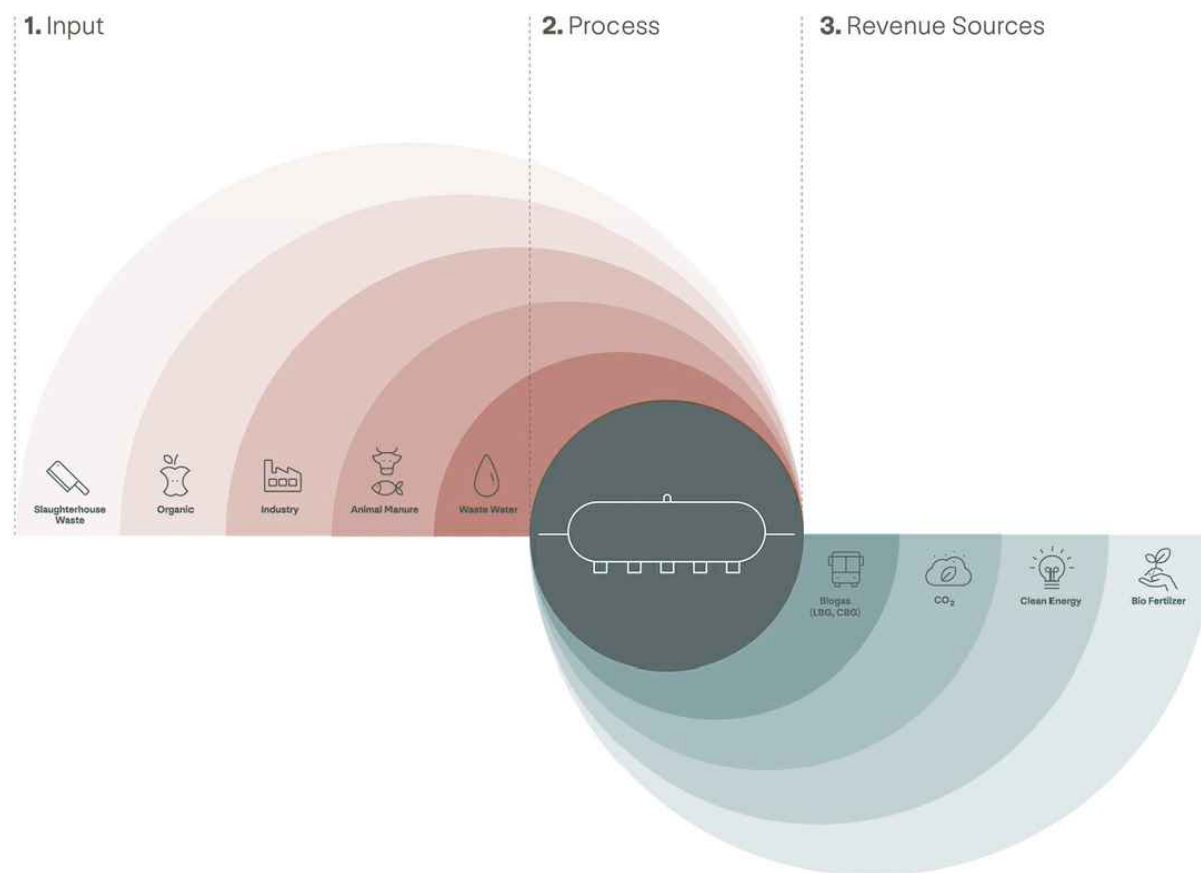 1. Input
2. Process
3. Revenue Sources
Slaughterhouse
Waste
Organic
Industry
Animal Manure
Waste Water
Biogas
(LBG, CBG)
CO₂
Clean Energy
Bio Fertilzer